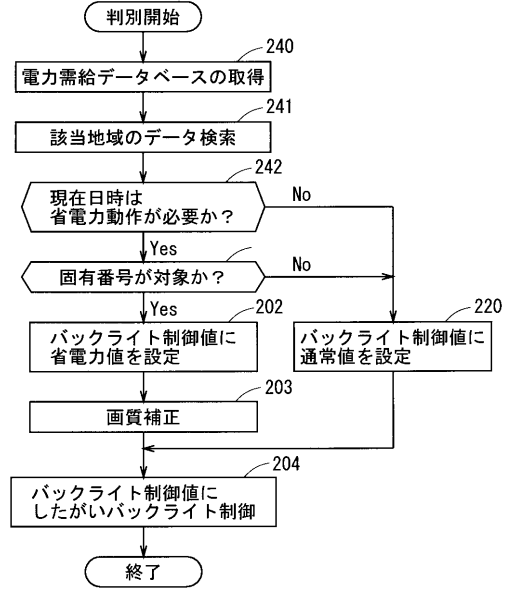 判別開始
240
電力需給データベースの取得
241
該当地域のデータ検索
242
現在日時は
省電力動作が必要か？
No
Yes
固有番号が対象か？
No
Yes
202
バックライト制御値に
省電力値を設定
220
バックライト制御値に
通常値を設定
203
画質補正
204
バックライト制御値に
したがいバックライト制御
終了